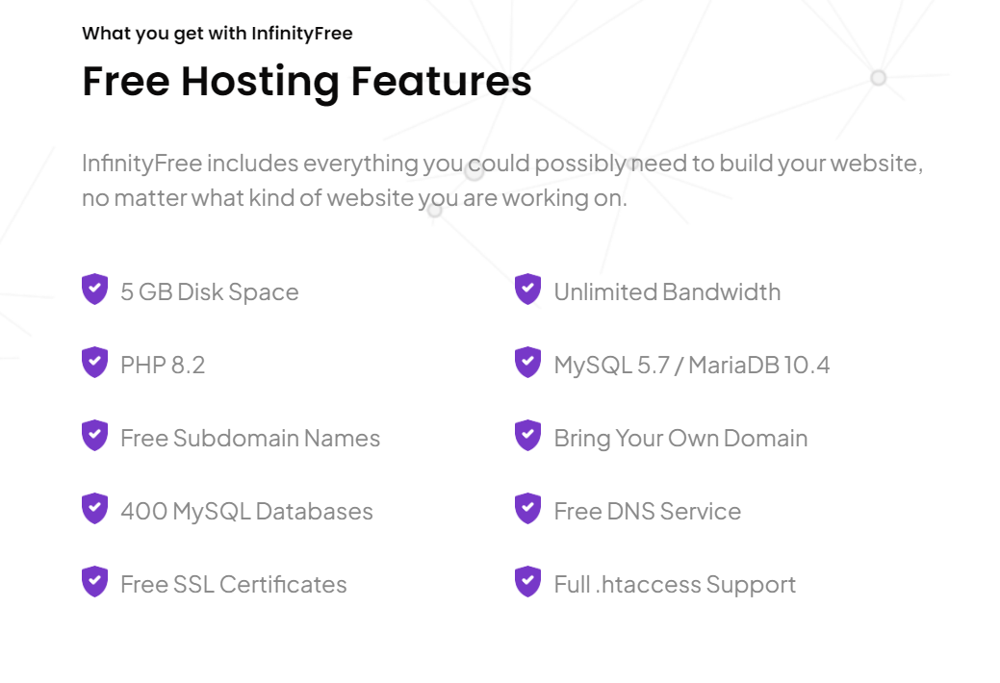 What you get with InfinityFree
Free Hosting Features
InfinityFree includes everything you could possibly need to build your website,
no matter what kind of website you are working on.
5 GB Disk Space
Unlimited Bandwidth
PHP 8.2
MySQL 5.7 / MariaDB 10.4
Free Subdomain Names
Bring Your Own Domain
400 MySQL Databases
Free DNS Service
Free SSL Certificates
Full .htaccess Support